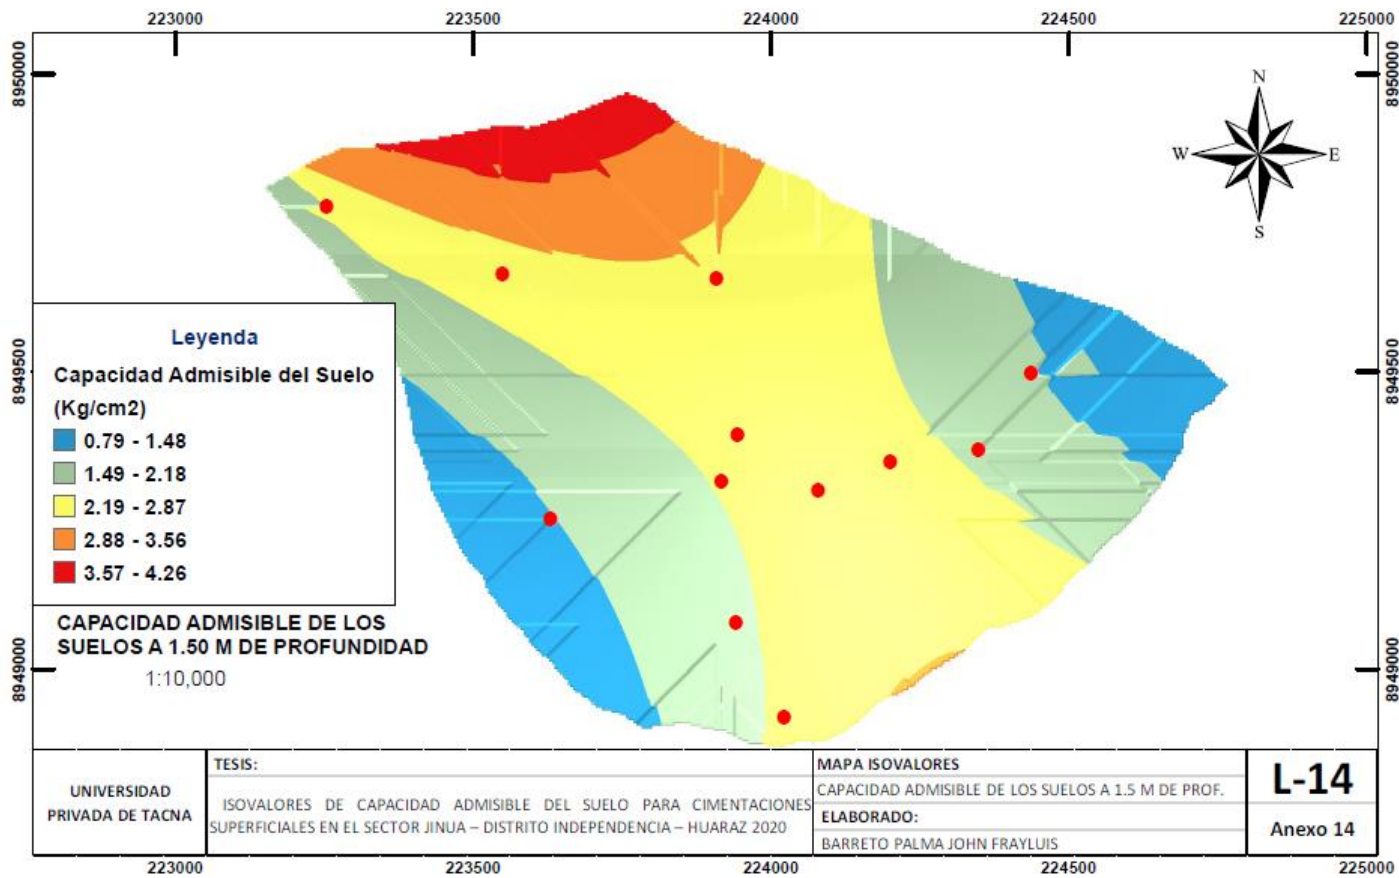 223000 223500 224000 224500 225000
8950000 8950000
N
W E
S
8949500 8949500
Leyenda
Capacidad Admisible del Suelo
(Kg/cm2)
0.79 - 1.48
1.49 - 2.18
2.19 - 2.87
2.88 - 3.56
3.57 - 4.26
CAPACIDAD ADMISIBLE DE LOS
SUELOS A 1.50 M DE PROFUNDIDAD
1:10,000
8949000 8949000
UNIVERSIDAD
PRIVADA DE TACNA
TESIS:
ISOVALORES DE CAPACIDAD ADMISIBLE DEL SUELO PARA CIMENTACIONES
SUPERFICIALES EN EL SECTOR JINUA – DISTRITO INDEPENDENCIA – HUARAZ 2020
MAPA ISOVALORES
CAPACIDAD ADMISIBLE DE LOS SUELOS A 1.5 M DE PROF.
ELABORADO:
BARRETO PALMA JOHN FRAYLUIS
L-14
Anexo 14
223000 223500 224000 224500 225000